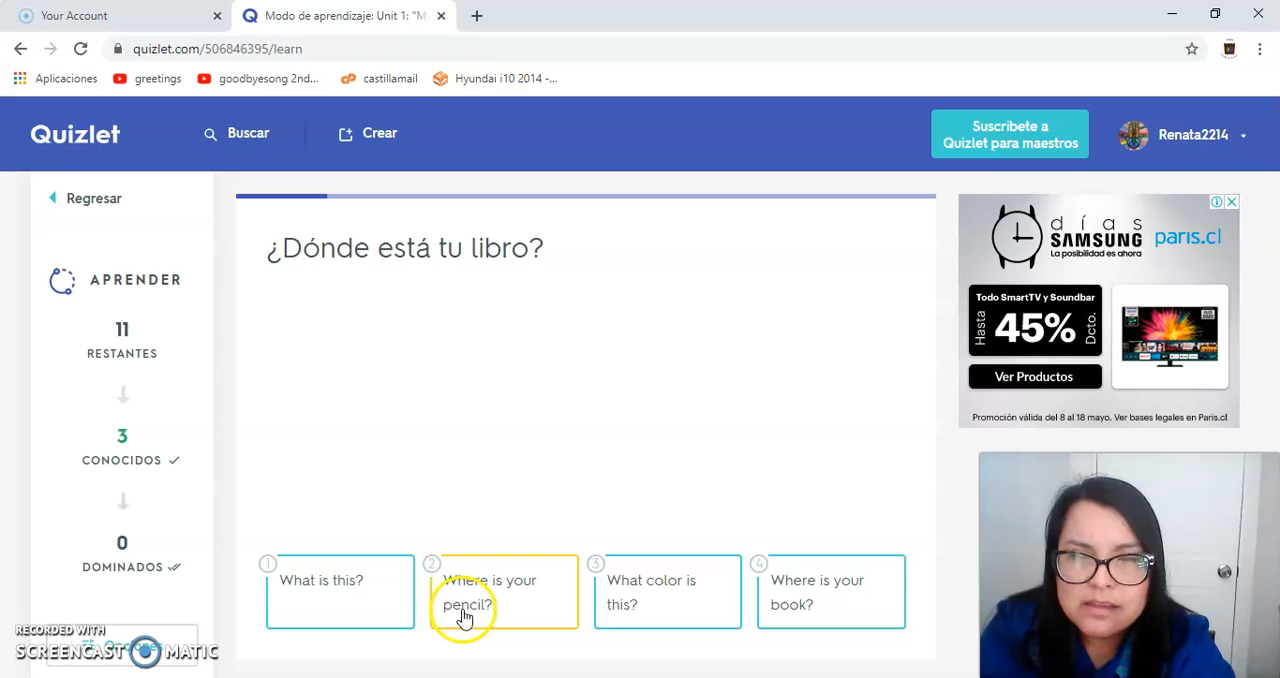 Your Account
Modo de aprendizaje: Unit 1: "M
quizlet.com/506846395/learn
Aplicaciones
greetings
goodbyesong 2nd...
cP castillamail
Hyundai i10 2014 -...
Quizlet
Buscar
Crear
Suscríbete a
Quizlet para maestros
Renata2214
Regresar
APRENDER
11
RESTANTES
3
CONOCIDOS
0
DOMINADOS
¿Dónde está tu libro?
1
What is this?
2
Where is your
pencil?
3
What color is
this?
4
Where is your
book?
días
SAMSUNG
La posibilidad es ahora
paris.cl
Todo SmartTV y Soundbar
Hasta
45%
Dcto.
Ver Productos
Promoción válida del 8 al 18 mayo. Ver bases legales en Paris.cl
RECORDED WITH
SCREENCAST MATIC